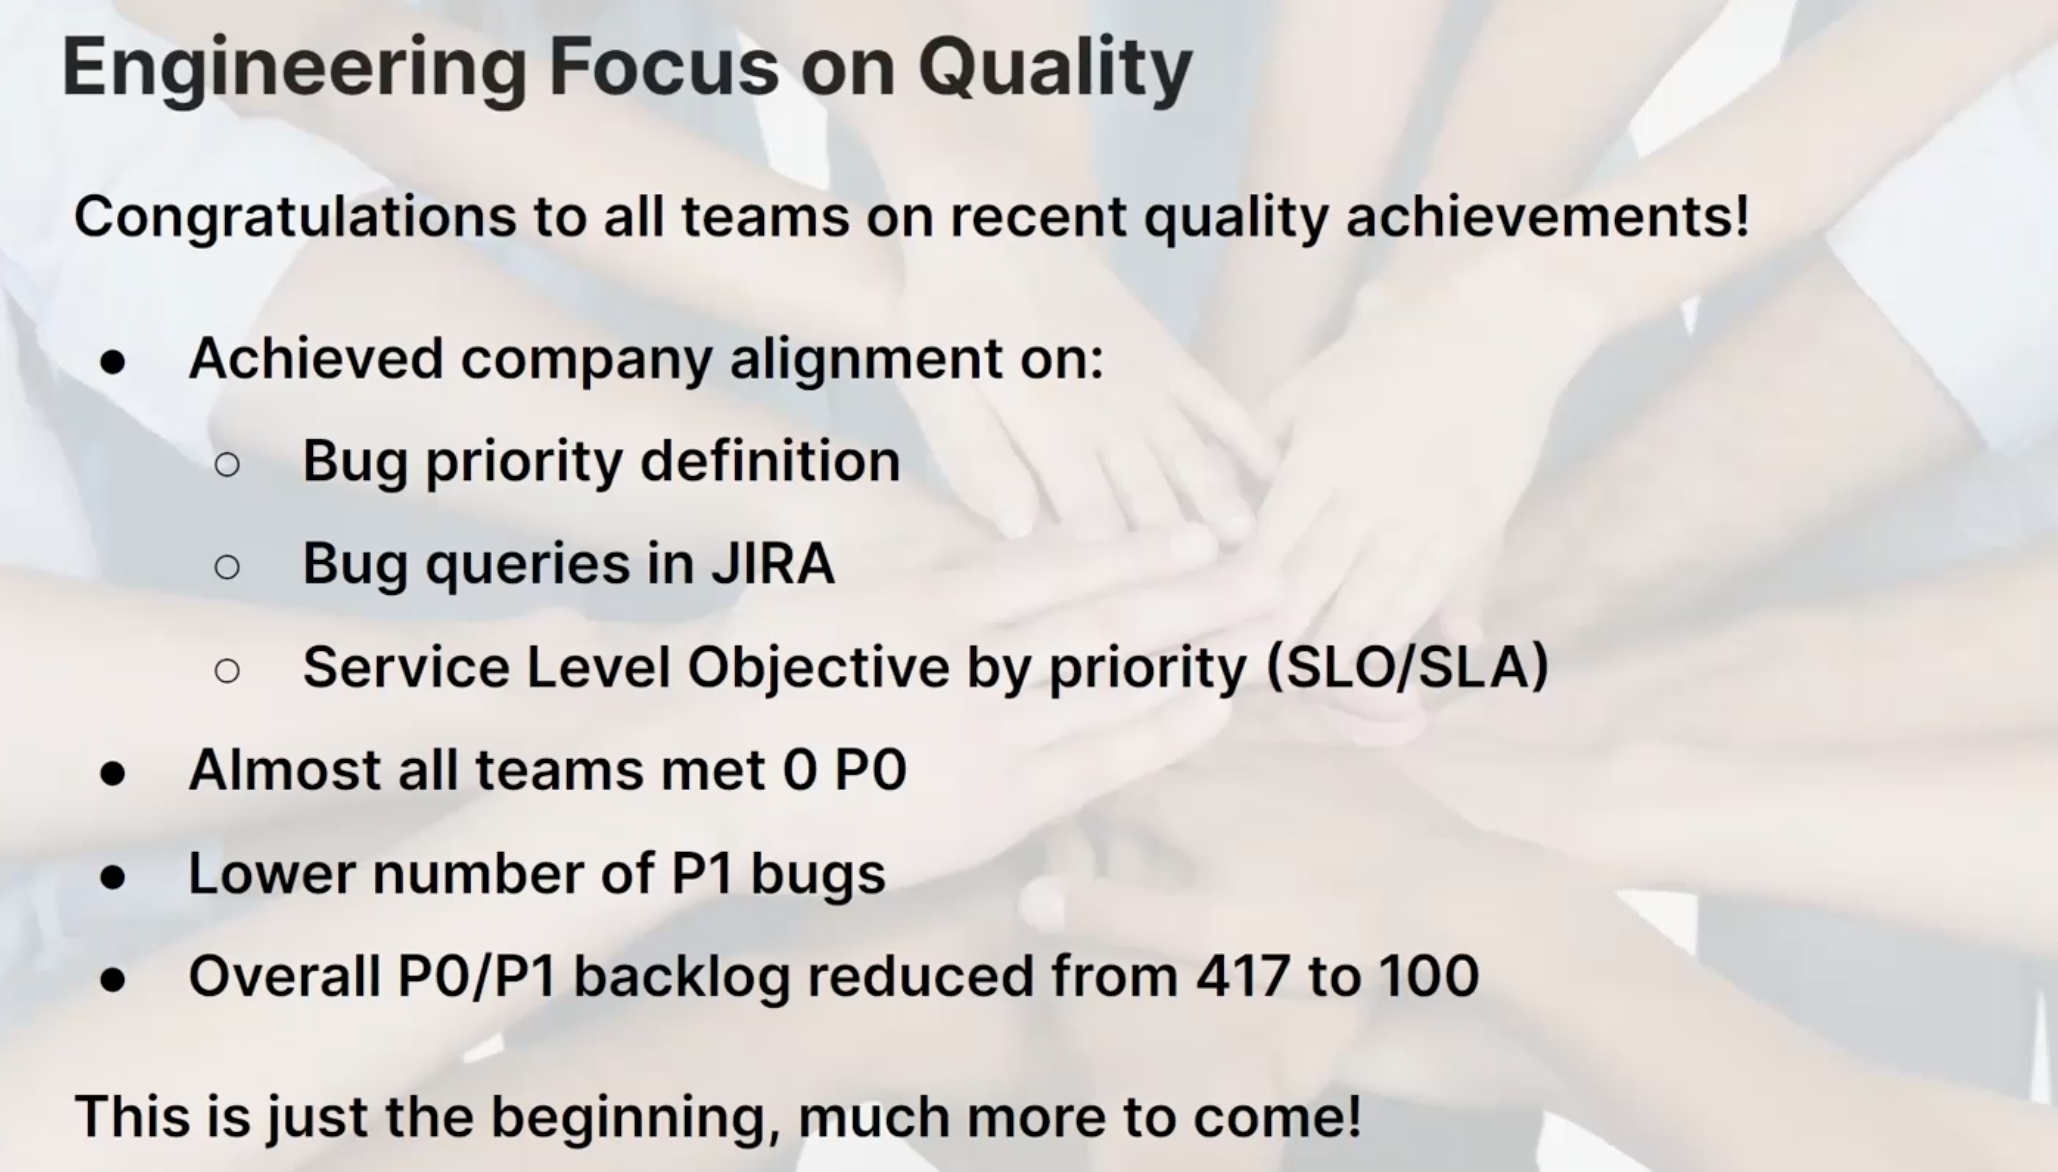 Engineering Focus on Quality
Congratulations to all teams on recent quality achievements!
● Achieved company alignment on:
○ Bug priority definition
○ Bug queries in JIRA
○ Service Level Objective by priority (SLO/SLA)
● Almost all teams met 0 P0
● Lower number of P1 bugs
● Overall P0/P1 backlog reduced from 417 to 100
This is just the beginning, much more to come!